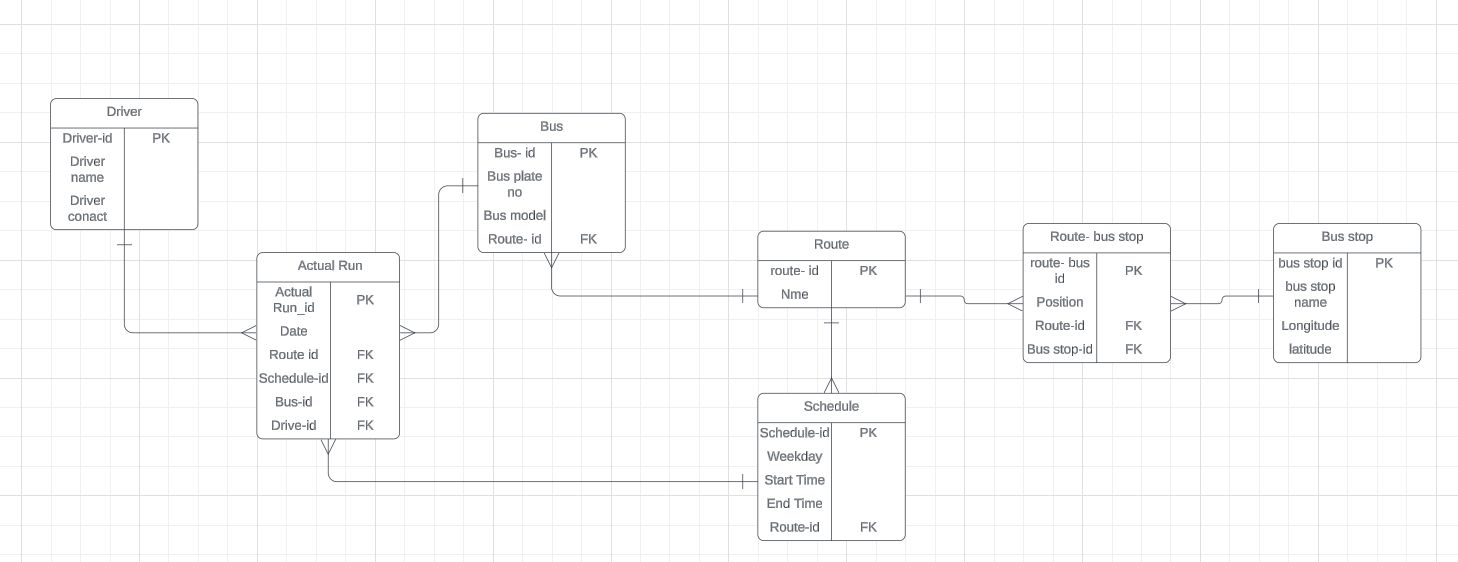 Driver
Driver-id PK
Driver
name
Driver
conact
Bus
Bus- id PK
Bus plate
no
Bus model
Route- id FK
Actual Run
Actual
Run_id PK
Date
Route id FK
Schedule-id FK
Bus-id FK
Drive-id FK
Route
route- id PK
Nme
Schedule
Schedule-id PK
Weekday
Start Time
End Time
Route-id FK
Route- bus stop
route- bus
id PK
Position
Route-id FK
Bus stop-id FK
Bus stop
bus stop id PK
bus stop
name
Longitude
latitude